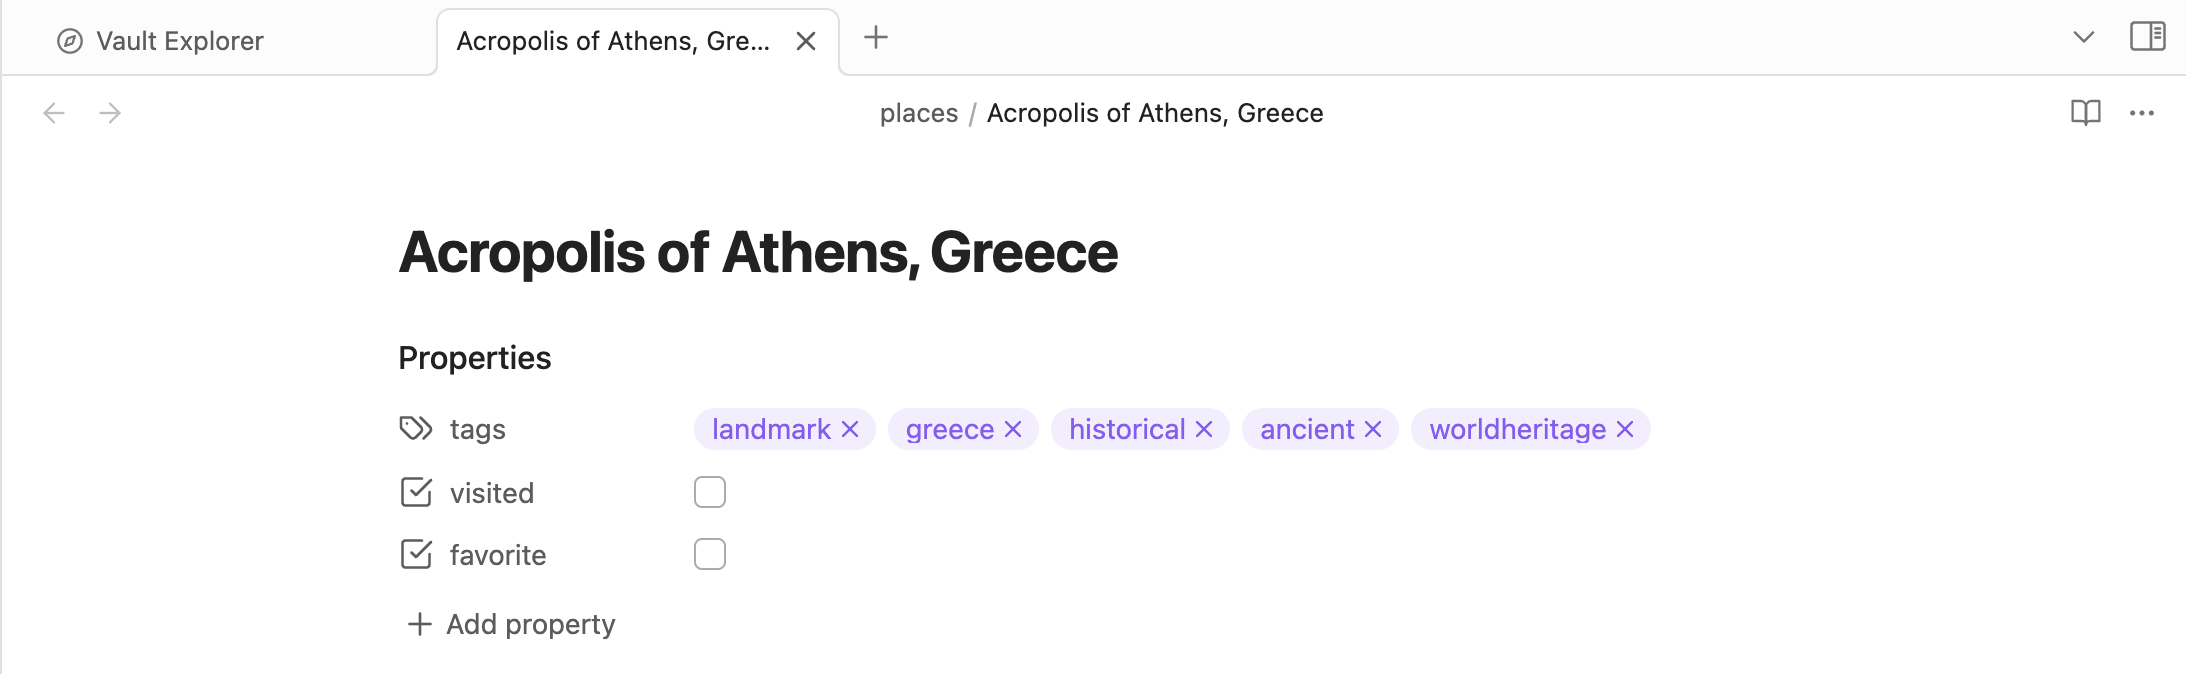 Vault Explorer
Acropolis of Athens, Gre...
places / Acropolis of Athens, Greece
Acropolis of Athens, Greece
Properties
tags landmark greece historical ancient worldheritage
visited
favorite
Add property